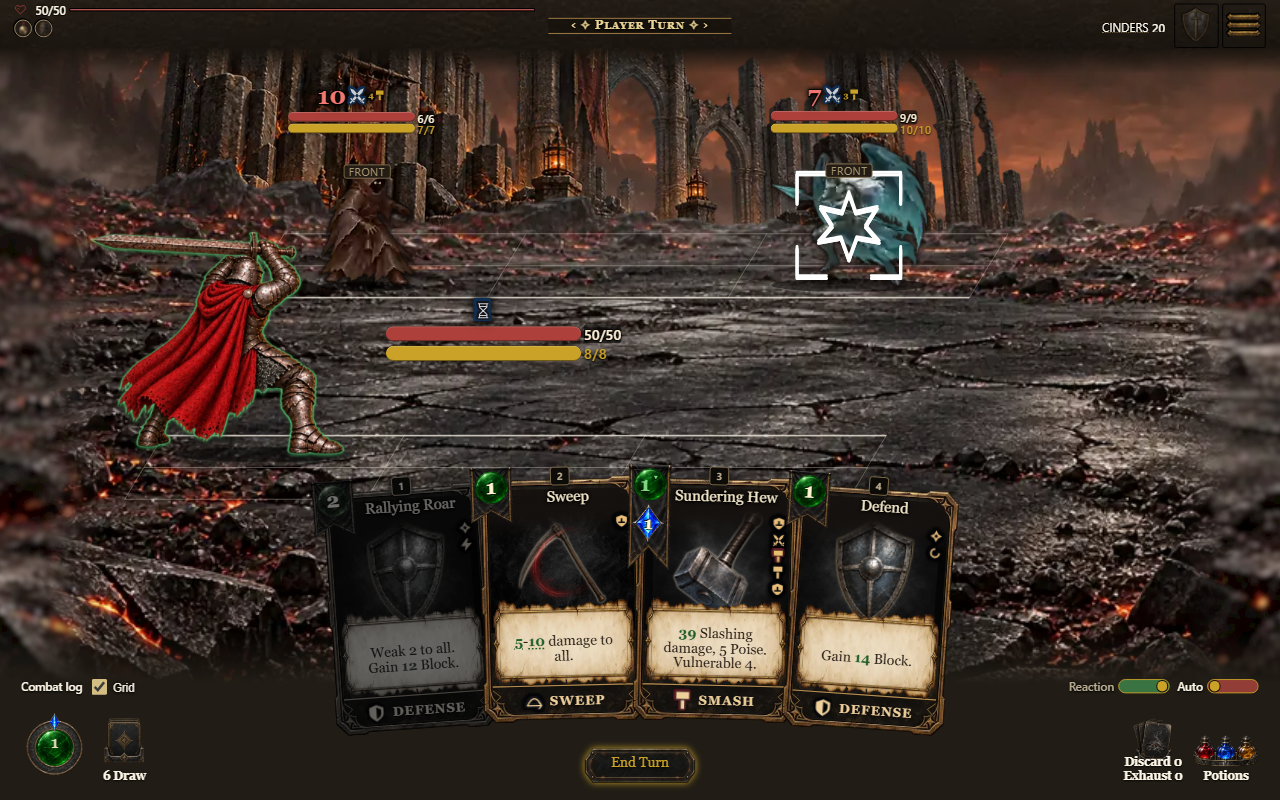 50/50
‹ ✧ Player Turn ✧ ›
CINDERS 20
10 4
6/6
7/7
7 3
9/9
10/10
FRONT
FRONT
50/50
8/8
2
1
Rallying Roar
Weak 2 to all.
Gain 12 Block.
DEFENSE
1
2
Sweep
5-10 damage to
all.
SWEEP
1
1
3
Sundering Hew
39 Slashing
damage, 5 Poise.
Vulnerable 4.
SMASH
1
4
Defend
Gain 14 Block.
DEFENSE
Combat log
Grid
Reaction
Auto
1
6 Draw
End Turn
Discard 0
Exhaust 0
Potions